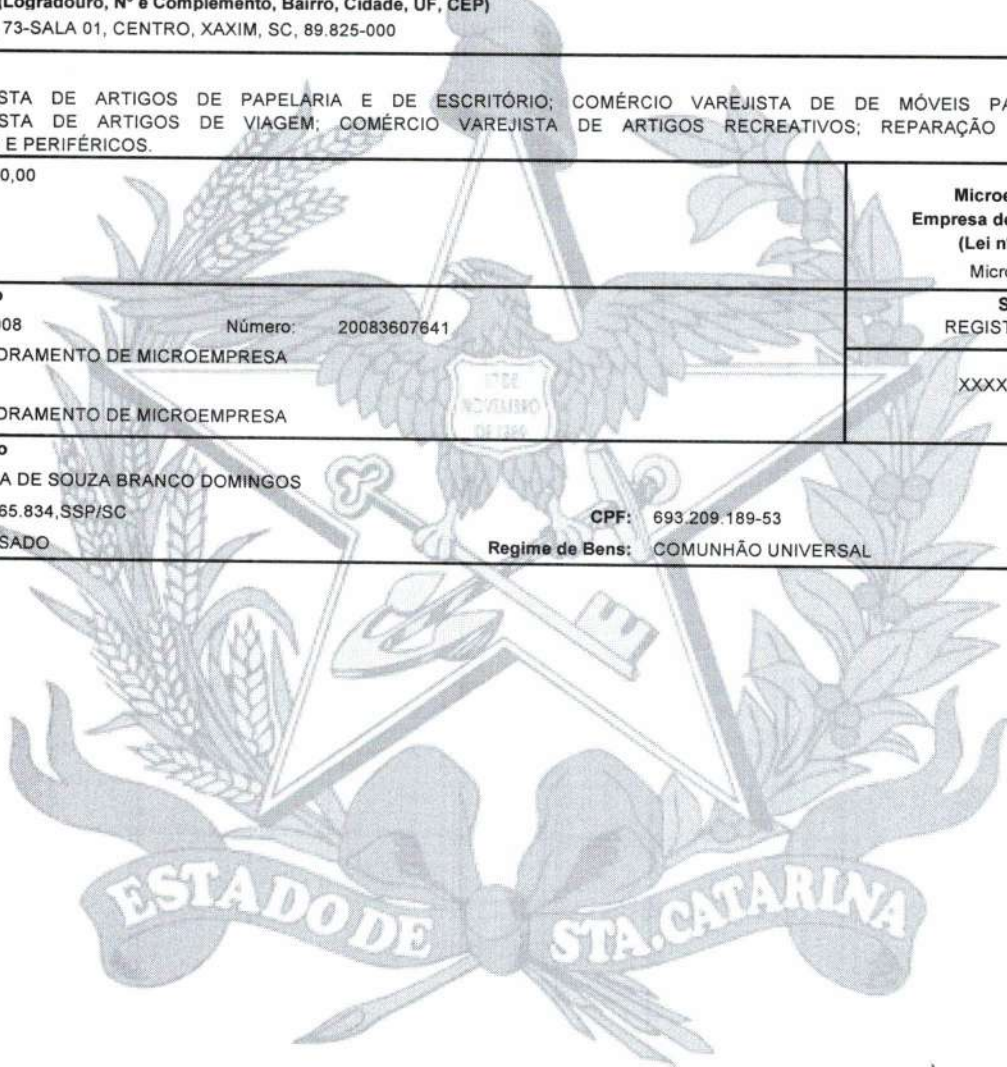 (Logradouro, Nº e Complemento, Bairro, Cidade, UF, CEP)
73-SALA 01, CENTRO, XAXIM, SC, 89.825-000
STA DE ARTIGOS DE PAPELARIA E DE ESCRITÓRIO; COMÉRCIO VAREJISTA DE DE MÓVEIS PA
STA DE ARTIGOS DE VIAGEM; COMÉRCIO VAREJISTA DE ARTIGOS RECREATIVOS; REPARAÇÃO
E PERIFÉRICOS.
0,00
Microe
Empresa de
(Lei n
Micro
o
008 Número: 20083607641
S
REGIST
DRAMENTO DE MICROEMPRESA
XXXX
DRAMENTO DE MICROEMPRESA
o
A DE SOUZA BRANCO DOMINGOS
65.834,SSP/SC
CPF: 693.209.189-53
SADO
Regime de Bens: COMUNHÃO UNIVERSAL
ESTADO DE STA.CATARINA